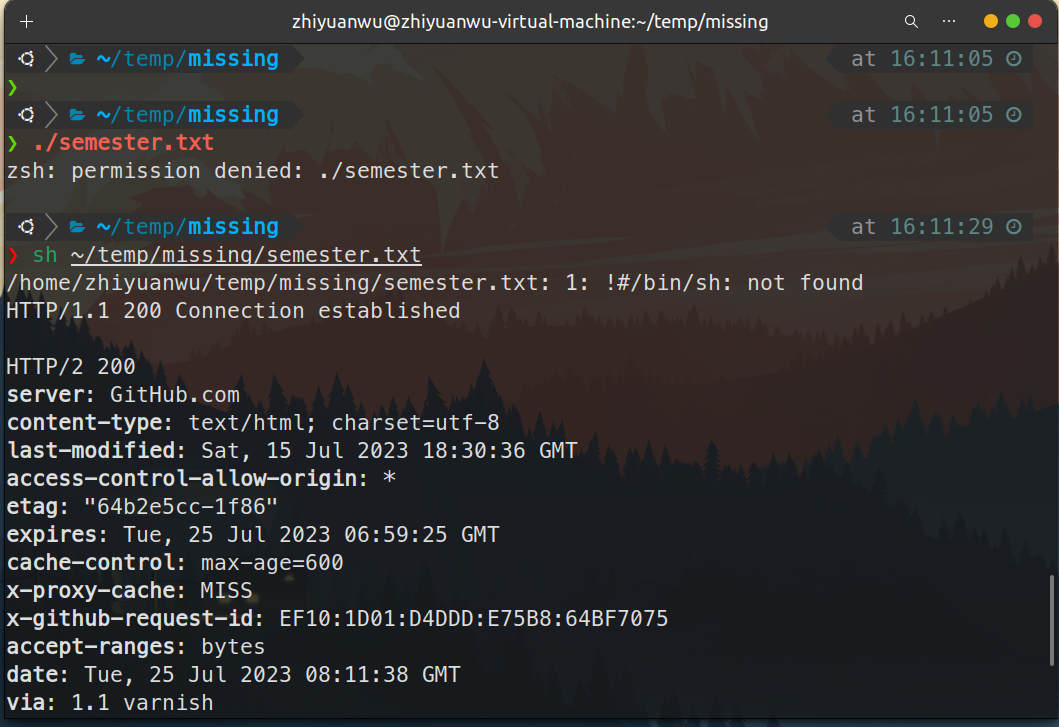 zhiyuanwu@zhiyuanwu-virtual-machine:~/temp/missing
~/temp/missing at 16:11:05
❯
~/temp/missing at 16:11:05
❯ ./semester.txt
zsh: permission denied: ./semester.txt
~/temp/missing at 16:11:29
❯ sh ~/temp/missing/semester.txt
/home/zhiyuanwu/temp/missing/semester.txt: 1: !#/bin/sh: not found
HTTP/1.1 200 Connection established
HTTP/2 200
server: GitHub.com
content-type: text/html; charset=utf-8
last-modified: Sat, 15 Jul 2023 18:30:36 GMT
access-control-allow-origin: *
etag: "64b2e5cc-1f86"
expires: Tue, 25 Jul 2023 06:59:25 GMT
cache-control: max-age=600
x-proxy-cache: MISS
x-github-request-id: EF10:1D01:D4DDD:E75B8:64BF7075
accept-ranges: bytes
date: Tue, 25 Jul 2023 08:11:38 GMT
via: 1.1 varnish